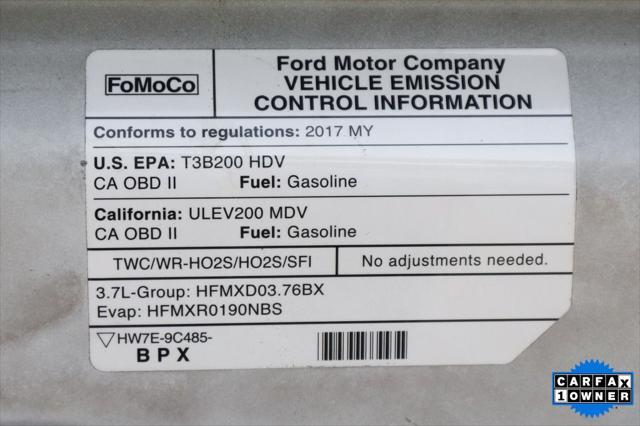 FoMoCo
Ford Motor Company
VEHICLE EMISSION
CONTROL INFORMATION
Conforms to regulations: 2017 MY
U.S. EPA: T3B200 HDV
CA OBD II Fuel: Gasoline
California: ULEV200 MDV
CA OBD II Fuel: Gasoline
TWC/WR-HO2S/HO2S/SFI No adjustments needed.
3.7L-Group: HFMXD03.76BX
Evap: HFMXR0190NBS
HW7E-9C485-
BPX
CARFAX
1 OWNER